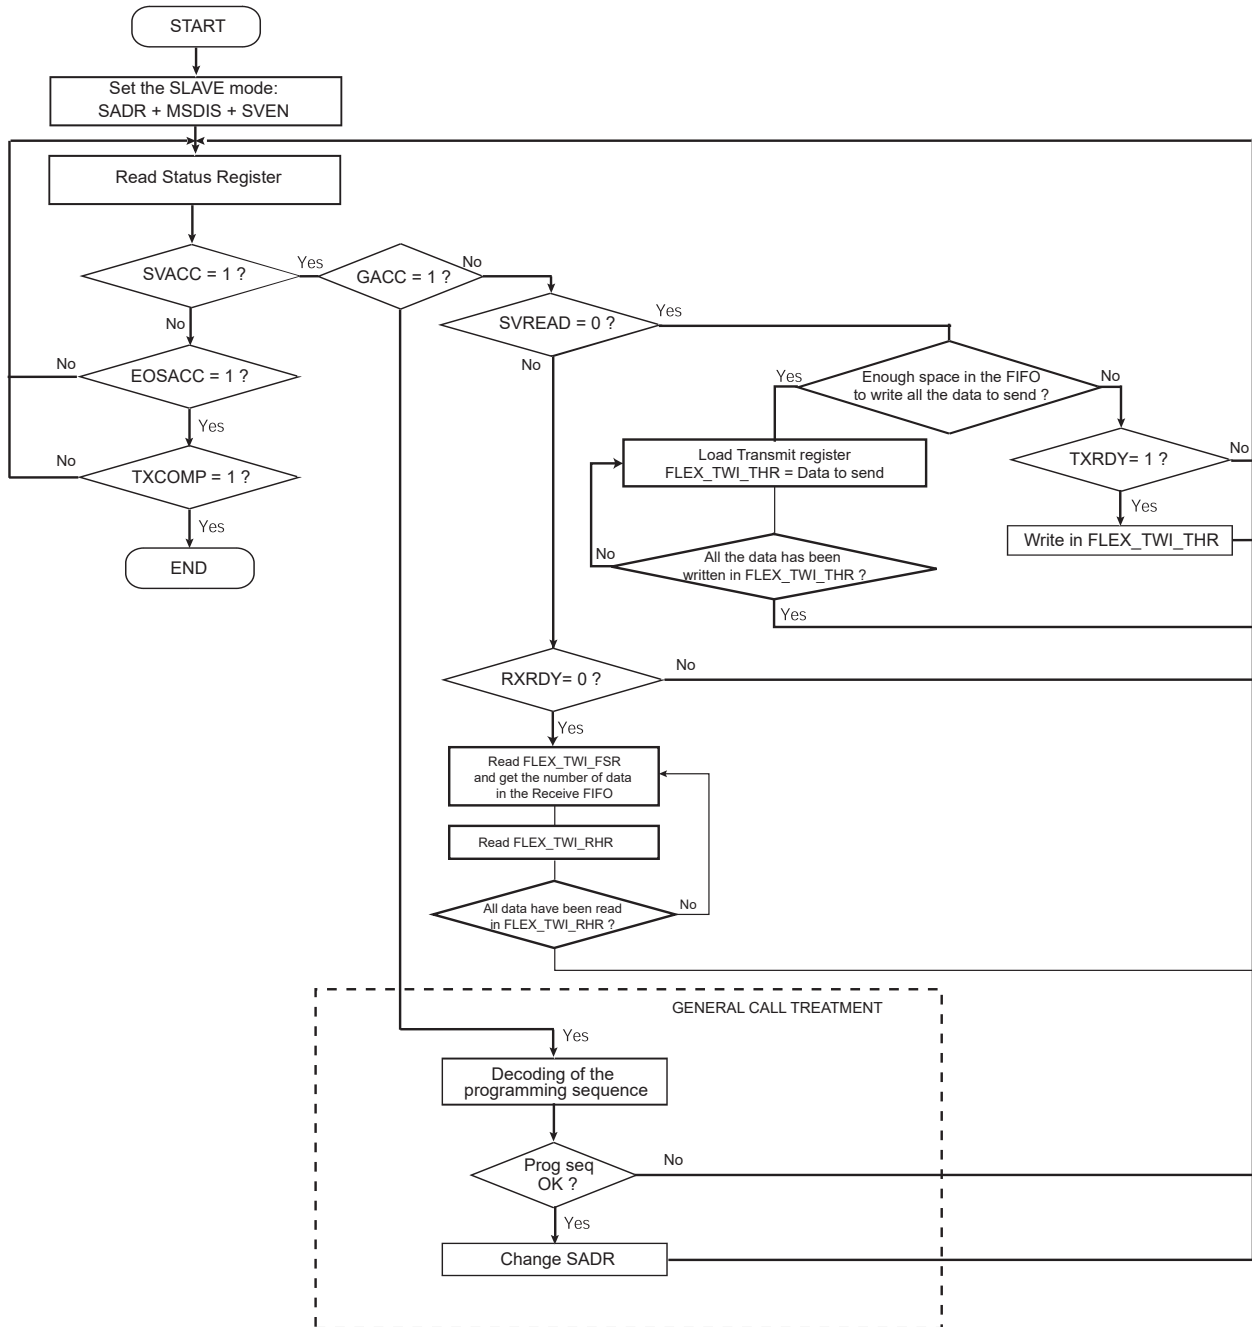 START
Set the SLAVE mode:
SADR + MSDIS + SVEN
Read Status Register
SVACC = 1 ?
Yes
GACC = 1 ?
No
SVREAD = 0 ?
Yes
No
No
EOSACC = 1 ?
No
Yes
TXCOMP = 1 ?
No
Yes
END
Enough space in the FIFO
to write all the data to send ?
Yes
No
Load Transmit register
FLEX_TWI_THR = Data to send
TXRDY= 1 ?
No
Yes
Write in FLEX_TWI_THR
All the data has been
written in FLEX_TWI_THR ?
No
Yes
RXRDY= 0 ?
No
Yes
Read FLEX_TWI_FSR
and get the number of data
in the Receive FIFO
Read FLEX_TWI_RHR
All data have been read
in FLEX_TWI_RHR ?
No
GENERAL CALL TREATMENT
Yes
Decoding of the
programming sequence
Prog seq
OK ?
No
Yes
Change SADR